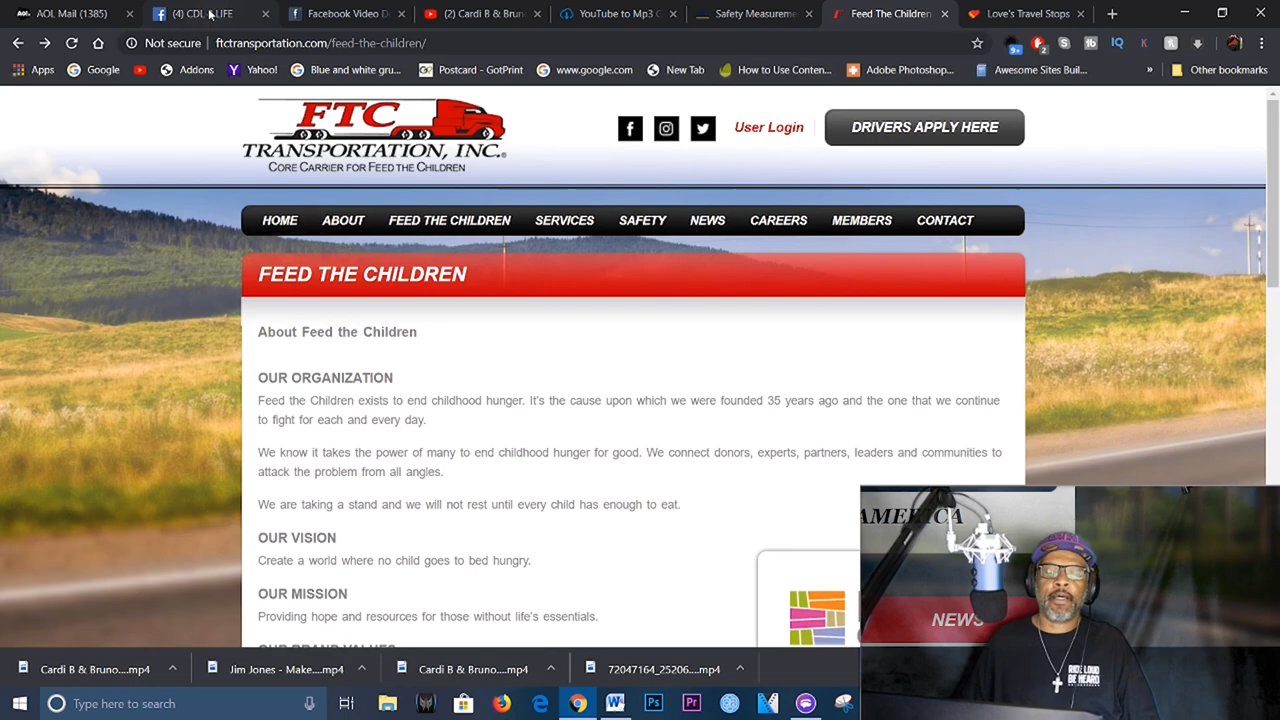 AOL Mail (1385)
(4) CDL LIFE
Facebook Video D
(2) Cardi B & Brun
YouTube to Mp3 C
Safety Measureme
Feed The Children
Love's Travel Stops
Not secure
ftctransportation.com/feed-the-children/
9+
2
tb
IQ
K
Apps
Google
Addons
Yahoo!
Blue and white gru...
Postcard - GotPrint
www.google.com
New Tab
How to Use Conten...
Adobe Photoshop...
Awesome Sites Buil...
»
Other bookmarks
FTC
TRANSPORTATION, INC.
CORE CARRIER FOR FEED THE CHILDREN
User Login
DRIVERS APPLY HERE
HOME
ABOUT
FEED THE CHILDREN
SERVICES
SAFETY
NEWS
CAREERS
MEMBERS
CONTACT
FEED THE CHILDREN
About Feed the Children
OUR ORGANIZATION
Feed the Children exists to end childhood hunger. It's the cause upon which we were founded 35 years ago and the one that we continue
to fight for each and every day.
We know it takes the power of many to end childhood hunger for good. We connect donors, experts, partners, leaders and communities to
attack the problem from all angles.
We are taking a stand and we will not rest until every child has enough to eat.
OUR VISION
Create a world where no child goes to bed hungry.
OUR MISSION
Providing hope and resources for those without life's essentials.
AMERICA
NEWS
RIDE LOUD
BE HEARD
Cardi B & Bruno....mp4
Jim Jones - Make....mp4
Cardi B & Bruno....mp4
72047164_25206....mp4
Type here to search
W
Ps
Pr